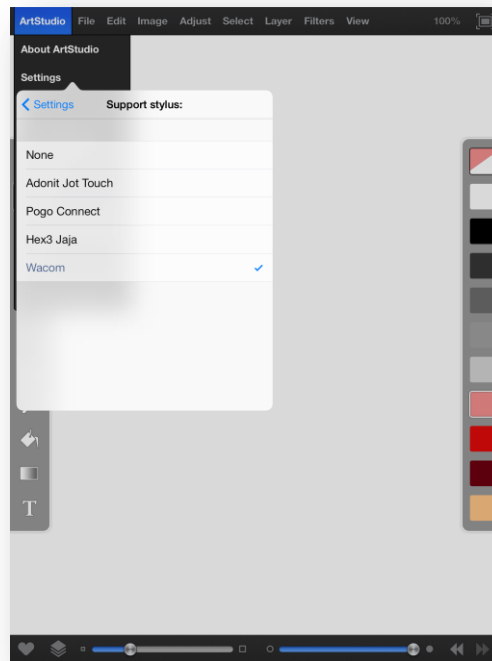 ArtStudio File Edit Image Adjust Select Layer Filters View 100%
About ArtStudio
Settings
Settings Support stylus:
None
Adonit Jot Touch
Pogo Connect
Hex3 Jaja
Wacom
T